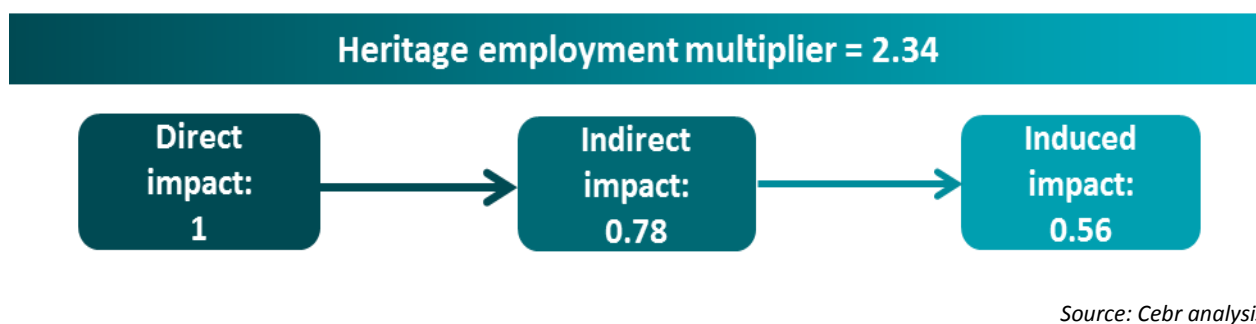 Heritage employment multiplier = 2.34
Direct
impact:
1
Indirect
impact:
0.78
Induced
impact:
0.56
Source: Cebr analysi